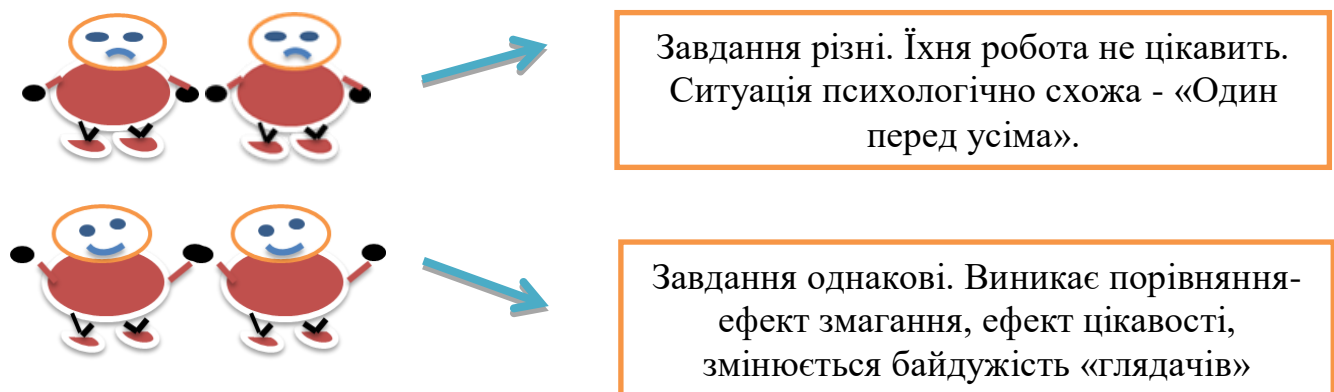 Завдання різні. Їхня робота не цікавить.
Ситуація психологічно схожа - «Один
перед усіма».
Завдання однакові. Виникає порівняння-
ефект змагання, ефект цікавості,
змінюється байдужість «глядачів»